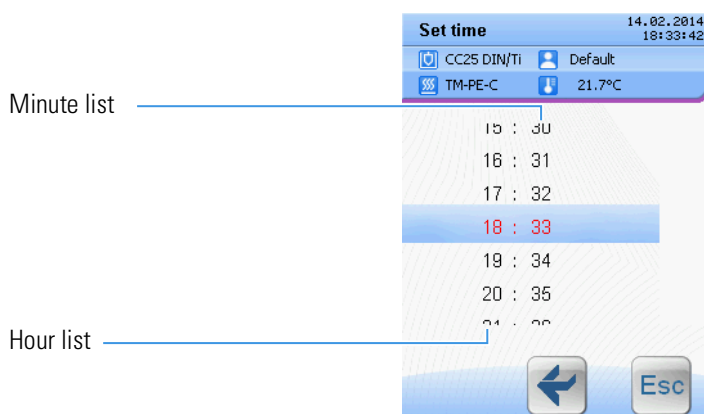 Set time
14.02.2014
18:33:42
CC25 DIN/Ti Default
TM-PE-C 21.7°C
Minute list
15 : 30
16 : 31
17 : 32
18 : 33
19 : 34
20 : 35
Hour list
Esc